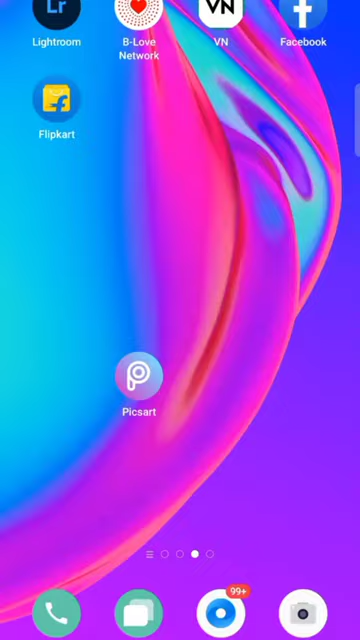 Lr
VN
Lightroom
B-Love
Network
VN
Facebook
Flipkart
Picsart
99+